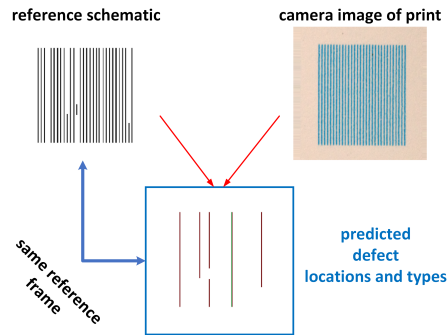 reference schematic
camera image of print
same reference
frame
predicted
defect
locations and types